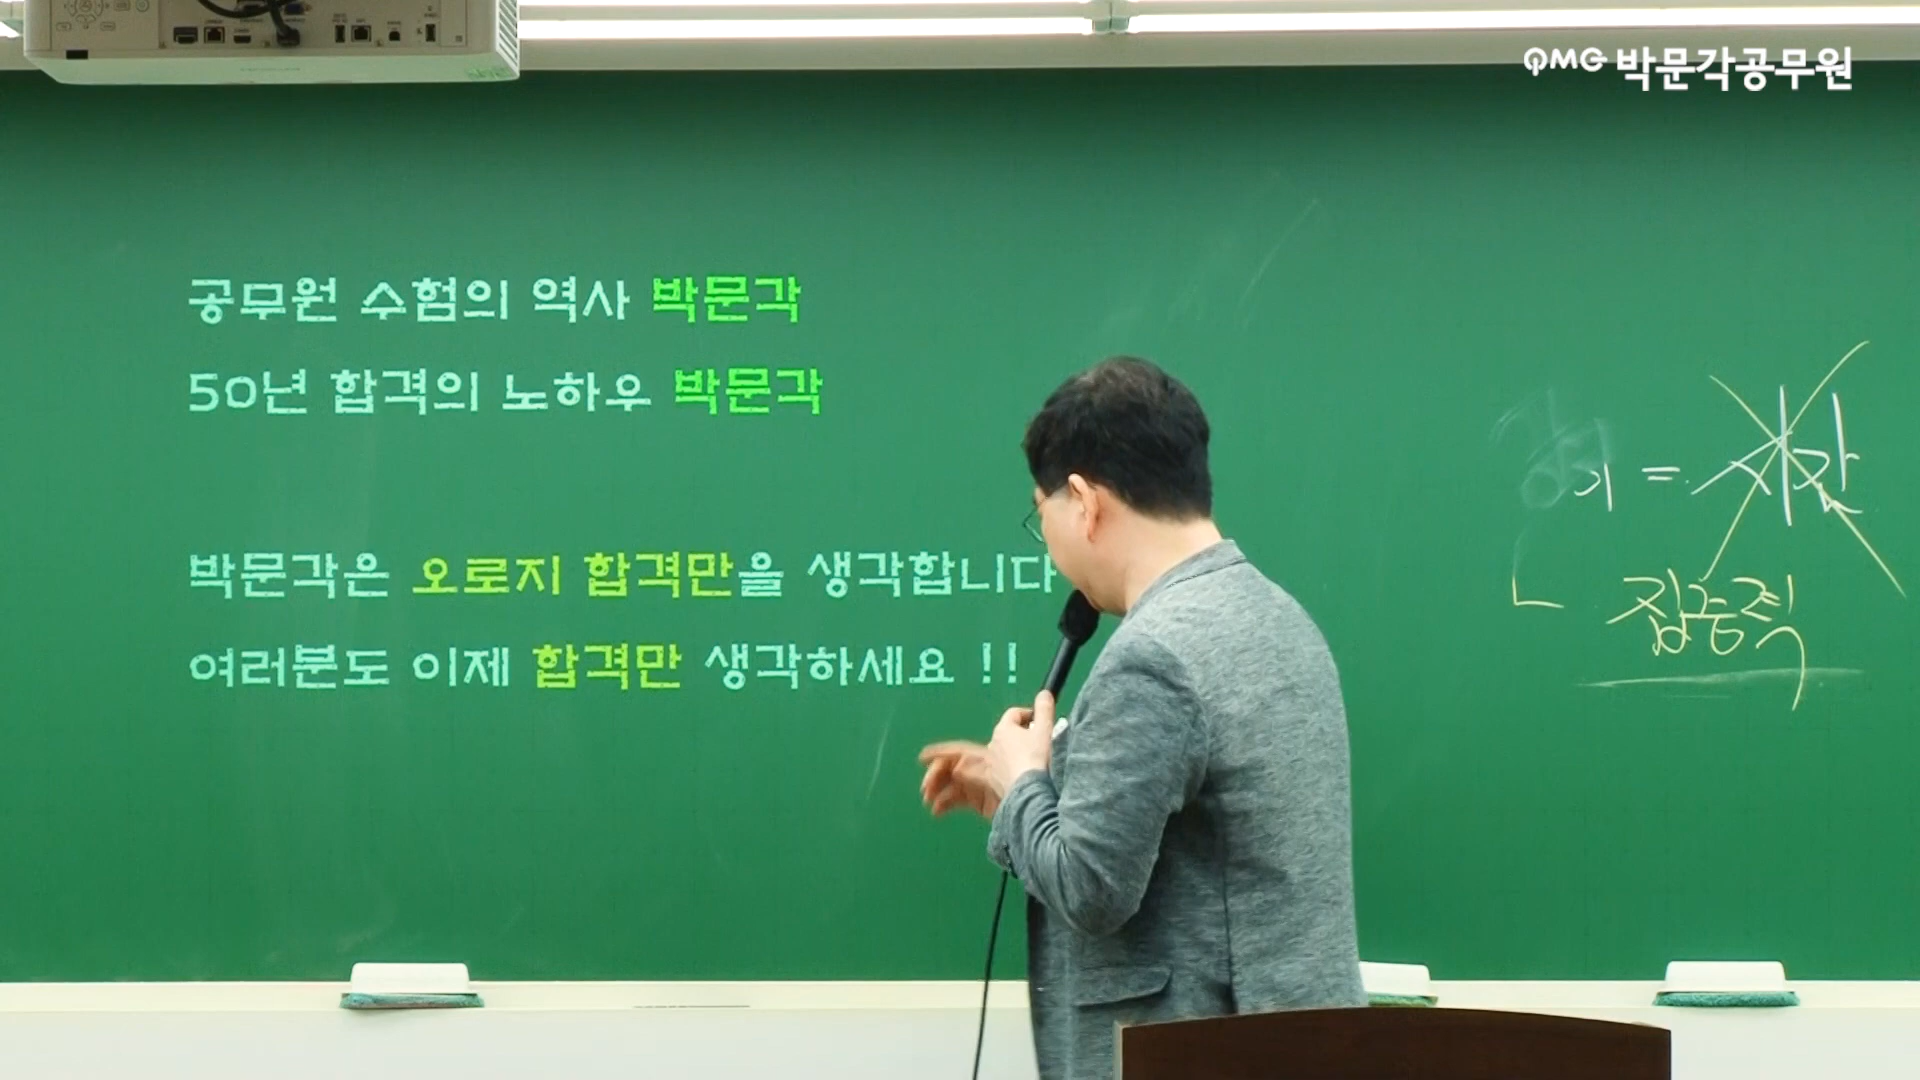 PMG 박문각공무원
공무원 수험의 역사 박문각
50년 합격의 노하우 박문각
박문각은 오로지 합격만을 생각합니다
여러분도 이제 합격만 생각하세요 !!
= 시간
집중력